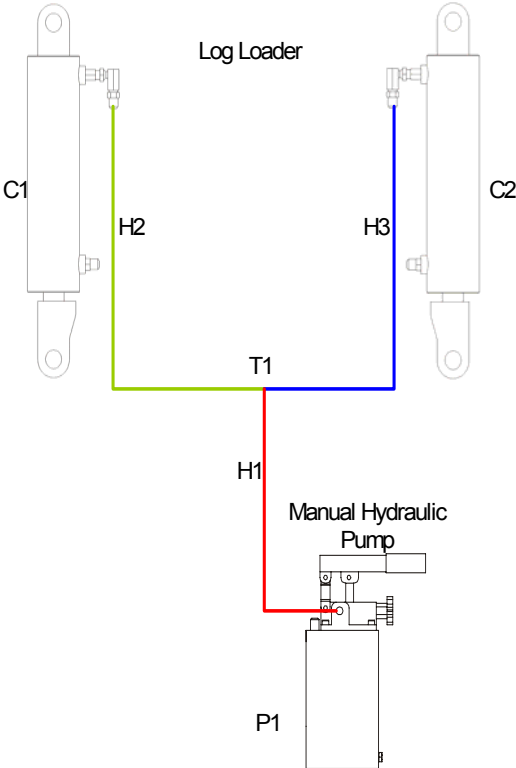 Log Loader
C1
C2
H2
H3
T1
H1
Manual Hydraulic
Pump
P1